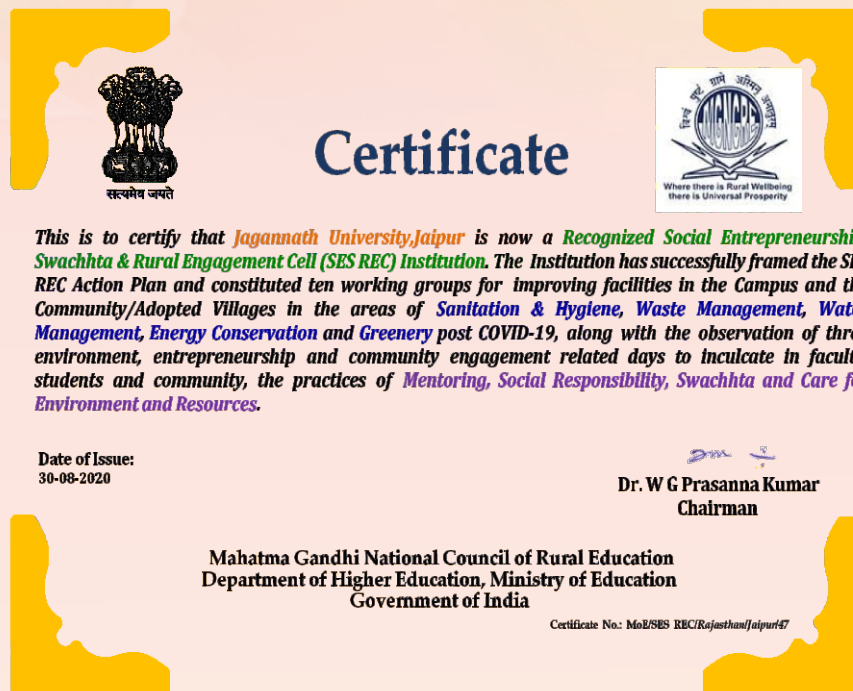 सत्यमेव जयते
Certificate
विश्वं पुष्टं ग्रामे अस्मिन् अनातुरम्
MGNCRE
Where there is Rural Wellbeing
there is Universal Prosperity
This is to certify that Jagannath University,Jaipur is now a Recognized Social Entrepreneurshi
Swachhta & Rural Engagement Cell (SES REC) Institution. The Institution has successfully framed the SE
REC Action Plan and constituted ten working groups for improving facilities in the Campus and th
Community/Adopted Villages in the areas of Sanitation & Hygiene, Waste Management, Wat
Management, Energy Conservation and Greenery post COVID-19, along with the observation of thre
environment, entrepreneurship and community engagement related days to inculcate in facult
students and community, the practices of Mentoring, Social Responsibility, Swachhta and Care fo
Environment and Resources.
Date of Issue:
30-08-2020
Dr. W G Prasanna Kumar
Chairman
Mahatma Gandhi National Council of Rural Education
Department of Higher Education, Ministry of Education
Government of India
Certificate No.: MoE/SES REC/Rajasthan/Jaipur/47